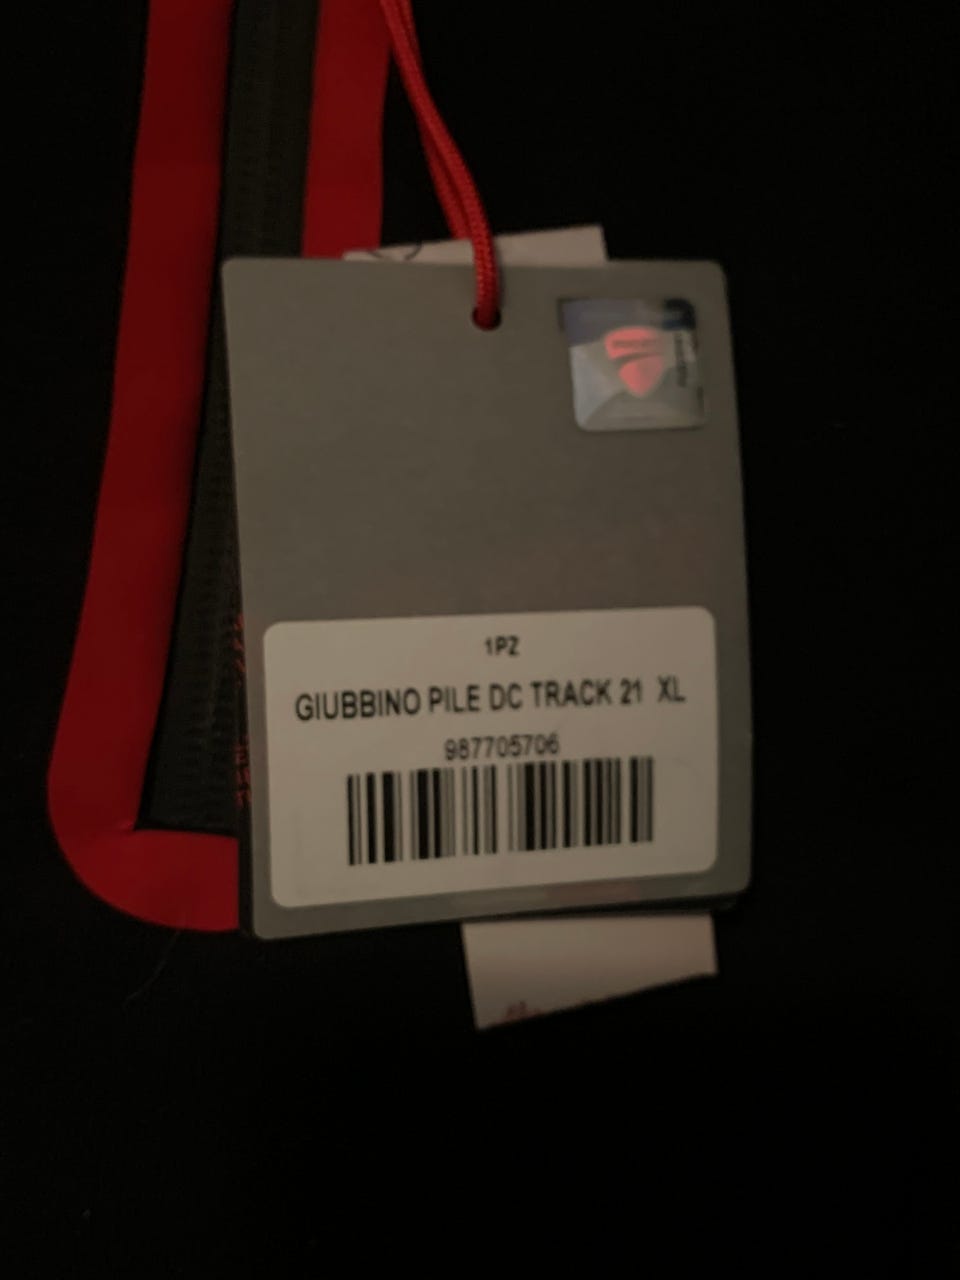 1PZ
GIUBBINO PILE DC TRACK 21 XL
987705706